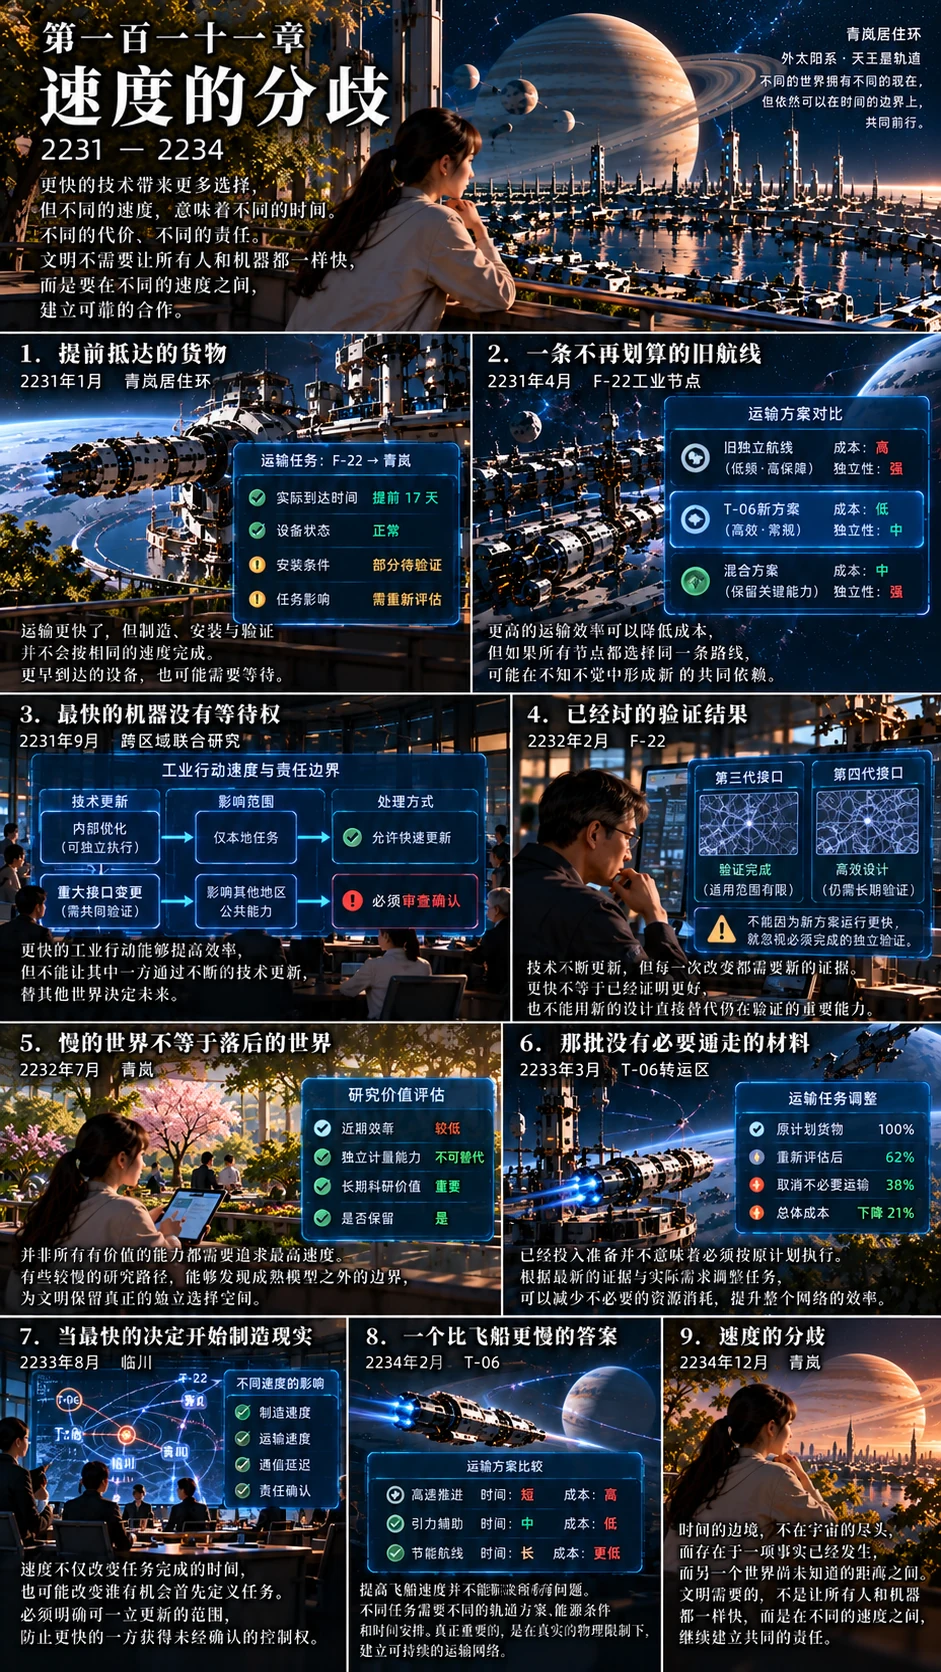 第一百一十一章
速度的分歧
2231 — 2234
更快的技术带来更多选择，
但不同的速度，意味着不同的时间。
不同的代价、不同的责任。
文明不需要让所有人和机器都一样快，
而是要在不同的速度之间，
建立可靠的合作。
青岚居住环
外太阳系 · 天王星轨道
不同的世界拥有不同的现在，
但依然可以在时间的边界上，
共同前行。
1. 提前抵达的货物
2231年1月 青岚居住环
运输任务：F-22 → 青岚
实际到达时间 提前 17 天
设备状态 正常
安装条件 部分待验证
任务影响 需重新评估
运输更快了，但制造、安装与验证
并不会按相同的速度完成。
更早到达的设备，也可能需要等待。
2. 一条不再划算的旧航线
2231年4月 F-22工业节点
运输方案对比
旧独立航线 成本：高
（低频·高保障） 独立性：强
T-06新方案 成本：低
（高效·常规） 独立性：中
混合方案 成本：中
（保留关键能力） 独立性：强
更高的运输效率可以降低成本，
但如果所有节点都选择同一条路线，
可能在不知不觉中形成新的共同依赖。
3. 最快的机器没有等待权
2231年9月 跨区域联合研究
工业行动速度与责任边界
技术更新 影响范围 处理方式
内部优化
（可独立执行）
仅本地任务
允许快速更新
重大接口变更
（需共同验证）
影响其他地区
公共能力
必须审查确认
更快的工业行动能够提高效率，
但不能让其中一方通过不断的技术更新，
替其他世界决定未来。
4. 已经过的验证结果
2232年2月 F-22
第三代接口
验证完成
（适用范围有限）
第四代接口
高效设计
（仍需长期验证）
不能因为新方案运行更快，
就忽视必须完成的独立验证。
技术不断更新，但每一次改变都需要新的证据。
更快不等于已经证明更好，
也不能用新的设计直接替代仍在验证的重要能力。
5. 慢的世界不等于落后的世界
2232年7月 青岚
研究价值评估
近期效率 较低
独立计量能力 不可替代
长期科研价值 重要
是否保留 是
并非所有有价值的能力都需要追求最高速度。
有些较慢的研究路径，能够发现成熟模型之外的边界，
为文明保留真正的独立选择空间。
6. 那批没有必要通走的材料
2233年3月 T-06转运区
运输任务调整
原计划货物 100%
重新评估后 62%
取消不必要运输 38%
总体成本 下降 21%
已经投入准备并不意味着必须按原计划执行。
根据最新的证据与实际需求调整任务，
可以减少不必要的资源消耗，提升整个网络的效率。
7. 当最快的决定开始制造现实
2233年8月 临川
T-22
不同速度的影响
制造速度
运输速度
通信延迟
责任确认
速度不仅改变任务完成的时间，
也可能改变谁有机会首先定义任务。
必须明确可一立更新的范围，
防止更快的一方获得未经确认的控制权。
8. 一个比飞船更慢的答案
2234年2月 T-06
运输方案比较
高速推进 时间：短 成本：高
引力辅助 时间：中 成本：低
节能航线 时间：长 成本：更低
提高飞船速度并不能问题。
不同任务需要不同的轨道方案、能源条件
和时间安排。真正重要的，是在真实的物理限制下，
建立可持续的运输网络。
9. 速度的分歧
2234年12月 青岚
时间的边境，不在宇宙的尽头，
而存在于一项事实已经发生，
而另一个世界尚未知道的距离之间。
文明需要的，不是让所有人和机器
都一样快，而是在不同的速度之间，
继续建立共同的责任。